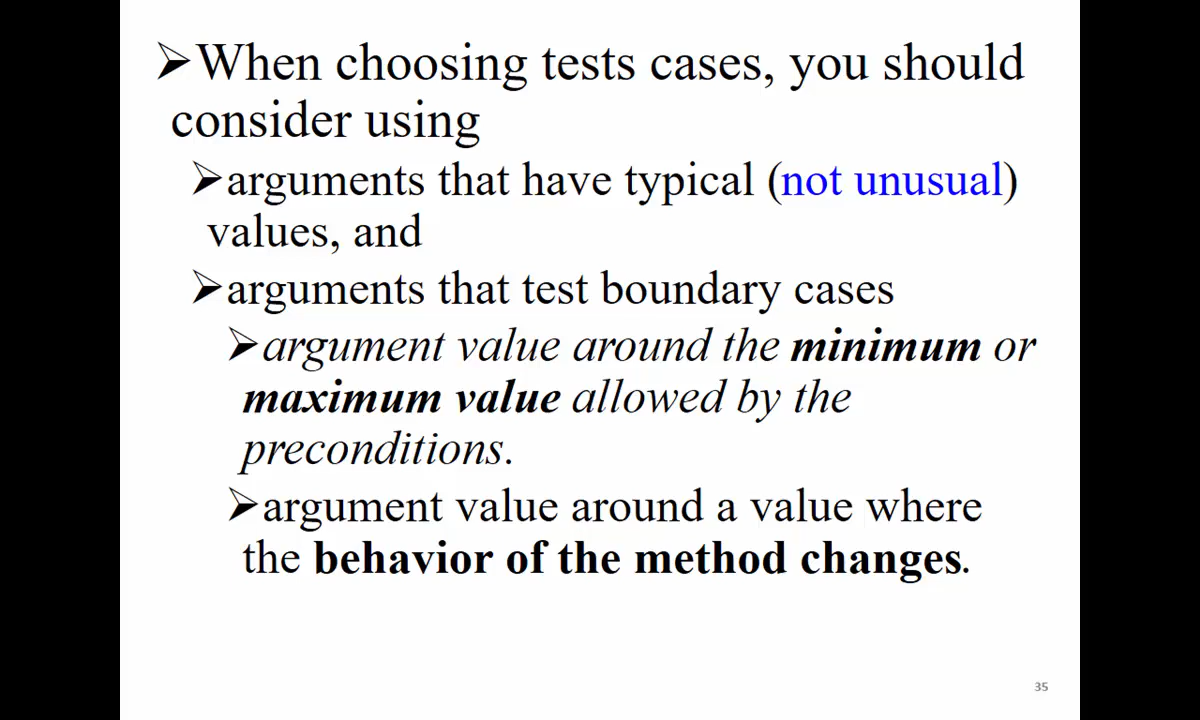 ➢When choosing tests cases, you should
consider using
➢arguments that have typical (not unusual)
values, and
➢arguments that test boundary cases
➢argument value around the minimum or
maximum value allowed by the
preconditions.
➢argument value around a value where
the behavior of the method changes.
35